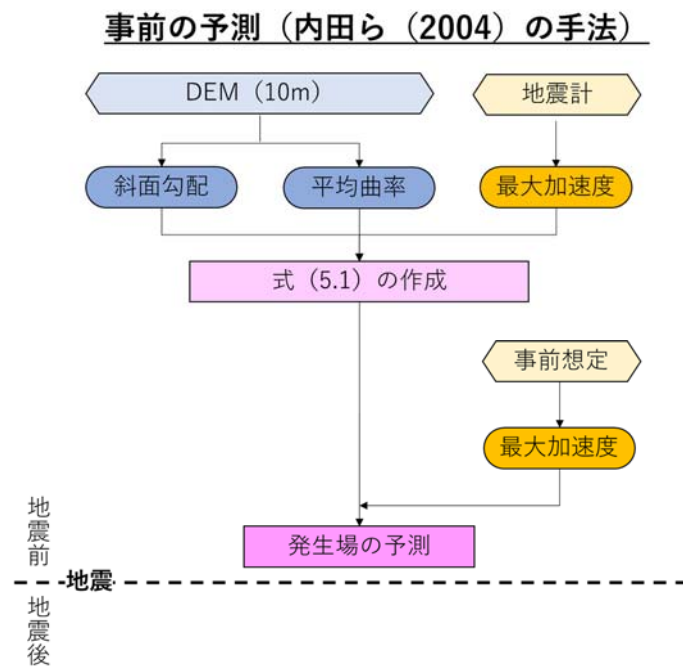 事前の予測（内田ら（2004）の手法）
DEM（10m）
地震計
斜面勾配
平均曲率
最大加速度
式（5.1）の作成
事前想定
最大加速度
発生場の予測
地震前
地震
地震後